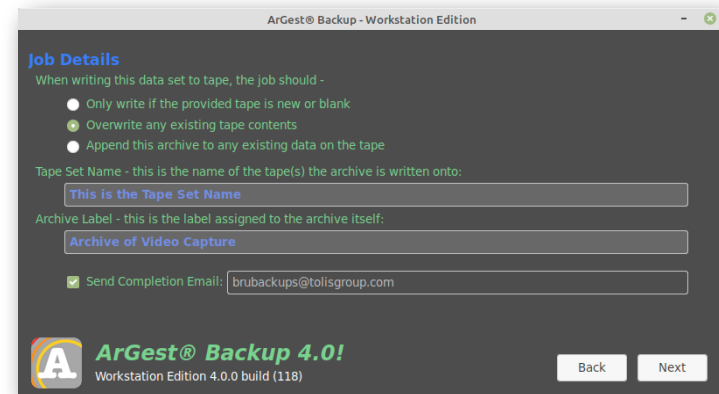 ArGest® Backup - Workstation Edition
Job Details
When writing this data set to tape, the job should -
Only write if the provided tape is new or blank
Overwrite any existing tape contents
Append this archive to any existing data on the tape
Tape Set Name - this is the name of the tape(s) the archive is written onto:
This is the Tape Set Name
Archive Label - this is the label assigned to the archive itself:
Archive of Video Capture
Send Completion Email: brubackups@tolisgroup.com
A
ArGest® Backup 4.0!
Workstation Edition 4.0.0 build (118)
Back Next